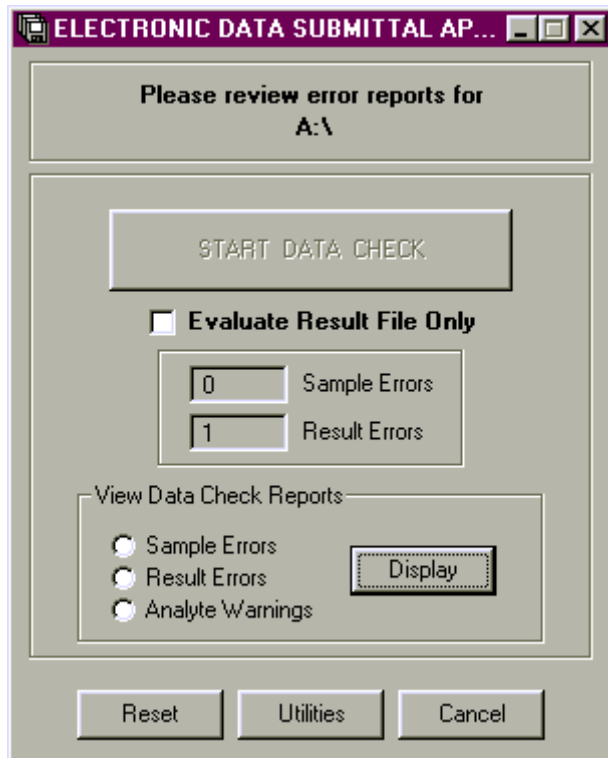 ELECTRONIC DATA SUBMITTAL AP...
Please review error reports for
A:\
START DATA CHECK
Evaluate Result File Only
0 Sample Errors
1 Result Errors
View Data Check Reports
Sample Errors
Result Errors
Display
Analyte Warnings
Reset Utilities Cancel